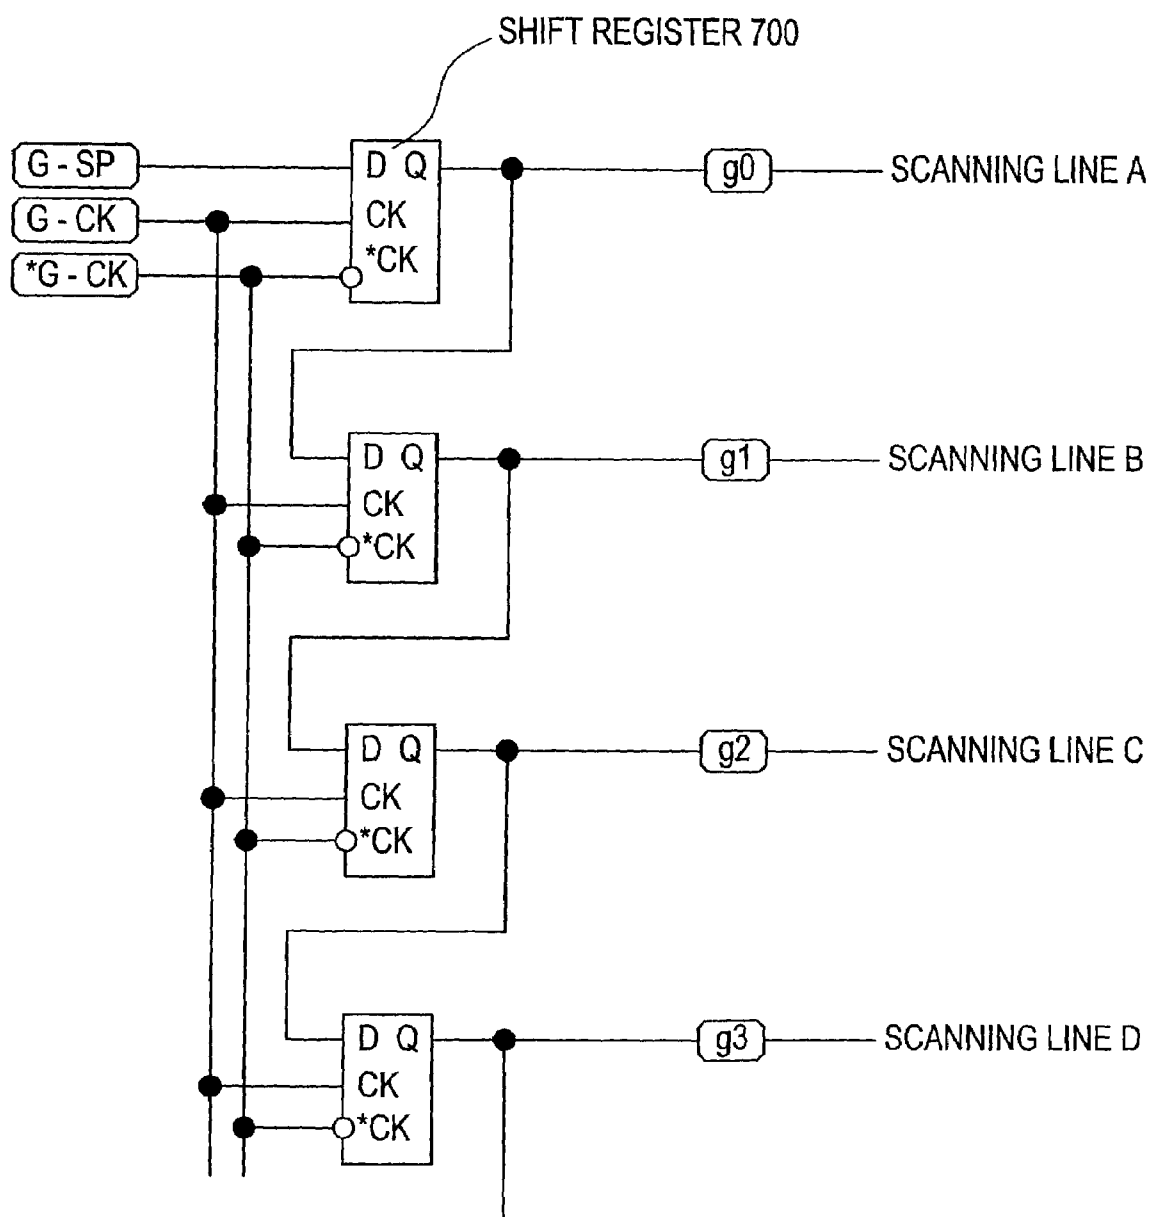 SHIFT REGISTER 700
G - SP
D Q
g0
SCANNING LINE A
G - CK
CK
*G - CK
*CK
D Q
g1
SCANNING LINE B
CK
*CK
D Q
g2
SCANNING LINE C
CK
*CK
D Q
g3
SCANNING LINE D
CK
*CK